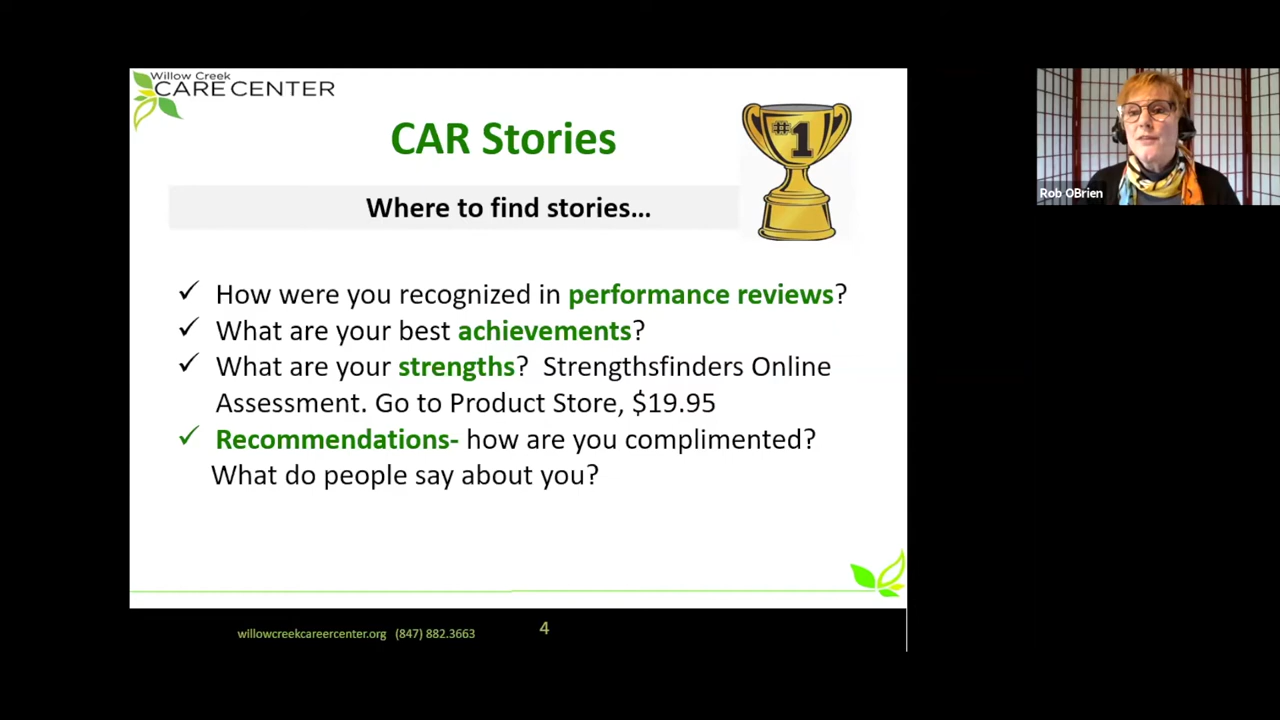 Willow Creek
CARE CENTER
CAR Stories
#1
Where to find stories...
Rob OBrien
✓ How were you recognized in performance reviews?
✓ What are your best achievements?
✓ What are your strengths? Strengthsfinders Online
Assessment. Go to Product Store, $19.95
✓ Recommendations- how are you complimented?
What do people say about you?
willowcreekcareercenter.org (847) 882.3663
4